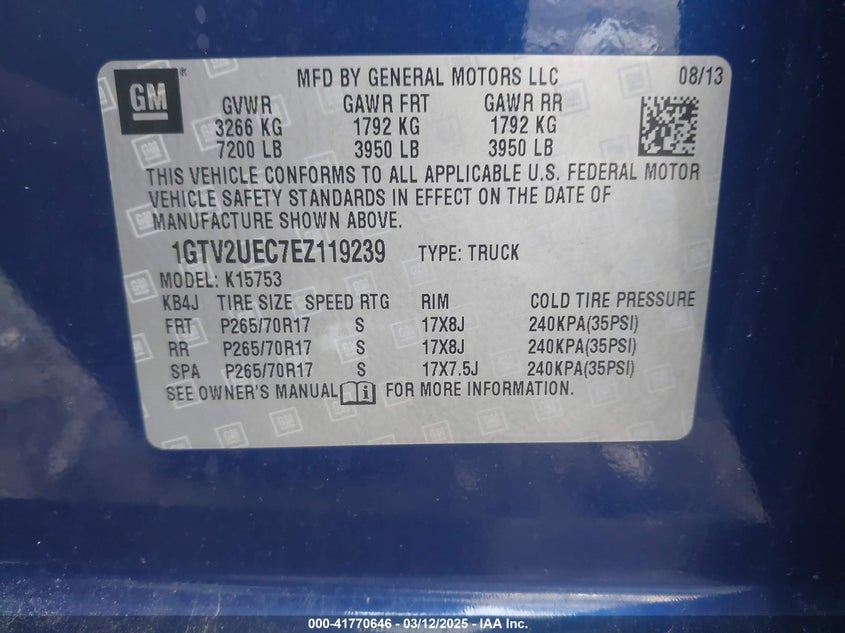 GM ® MFD BY GENERAL MOTORS LLC 08/13
GVWR GAWR FRT GAWR RR
3266 KG 1792 KG 1792 KG
7200 LB 3950 LB 3950 LB
THIS VEHICLE CONFORMS TO ALL APPLICABLE U.S. FEDERAL MOTOR
VEHICLE SAFETY STANDARDS IN EFFECT ON THE DATE OF
MANUFACTURE SHOWN ABOVE.
1GTV2UEC7EZ119239 TYPE: TRUCK
MODEL: K15753
KB4J TIRE SIZE SPEED RTG RIM COLD TIRE PRESSURE
FRT P265/70R17 S 17X8J 240KPA(35PSI)
RR P265/70R17 S 17X8J 240KPA(35PSI)
SPA P265/70R17 S 17X7.5J 240KPA(35PSI)
SEE OWNER'S MANUAL i FOR MORE INFORMATION.
000-41770646 - 03/12/2025 - IAA Inc.